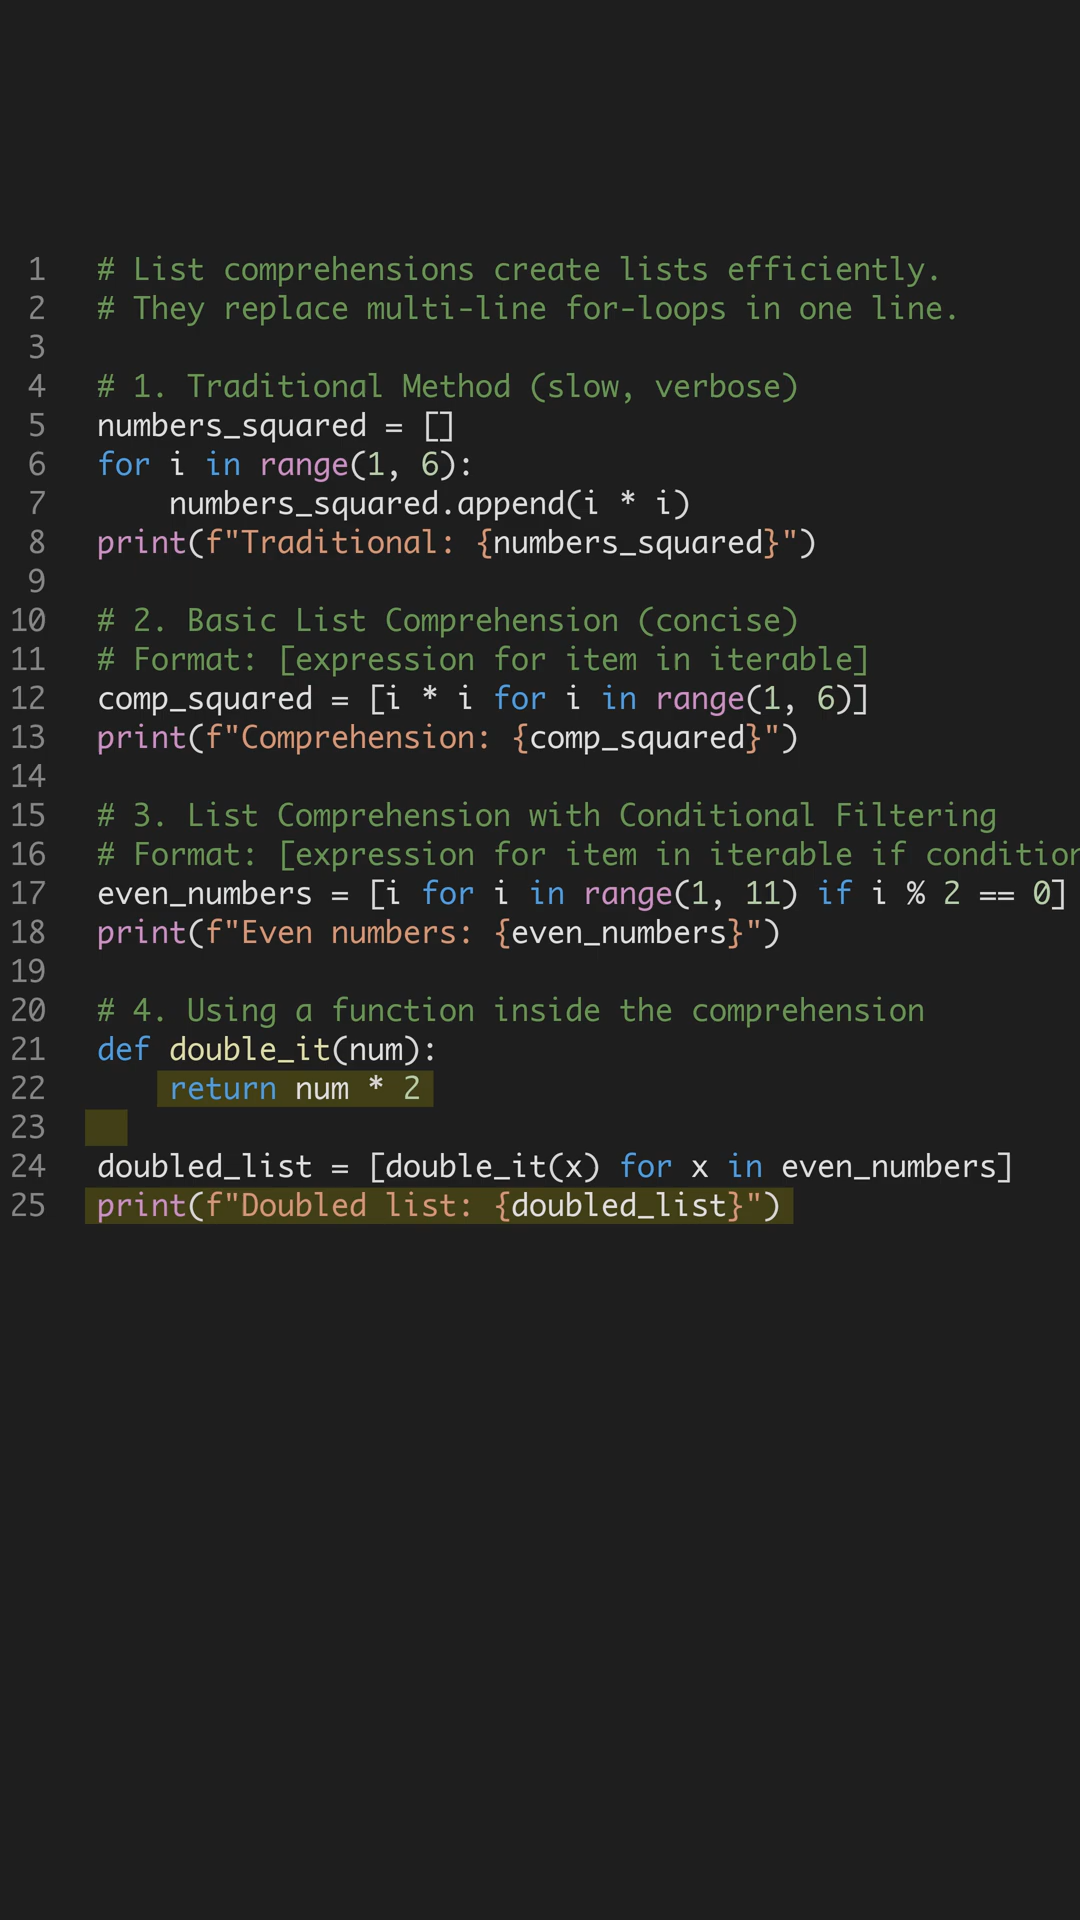 1 # List comprehensions create lists efficiently.
2 # They replace multi-line for-loops in one line.
3
4 # 1. Traditional Method (slow, verbose)
5 numbers_squared = []
6 for i in range(1, 6):
7     numbers_squared.append(i * i)
8 print(f"Traditional: {numbers_squared}")
9
10 # 2. Basic List Comprehension (concise)
11 # Format: [expression for item in iterable]
12 comp_squared = [i * i for i in range(1, 6)]
13 print(f"Comprehension: {comp_squared}")
14
15 # 3. List Comprehension with Conditional Filtering
16 # Format: [expression for item in iterable if condition
17 even_numbers = [i for i in range(1, 11) if i % 2 == 0]
18 print(f"Even numbers: {even_numbers}")
19
20 # 4. Using a function inside the comprehension
21 def double_it(num):
22     return num * 2
23
24 doubled_list = [double_it(x) for x in even_numbers]
25 print(f"Doubled list: {doubled_list}")